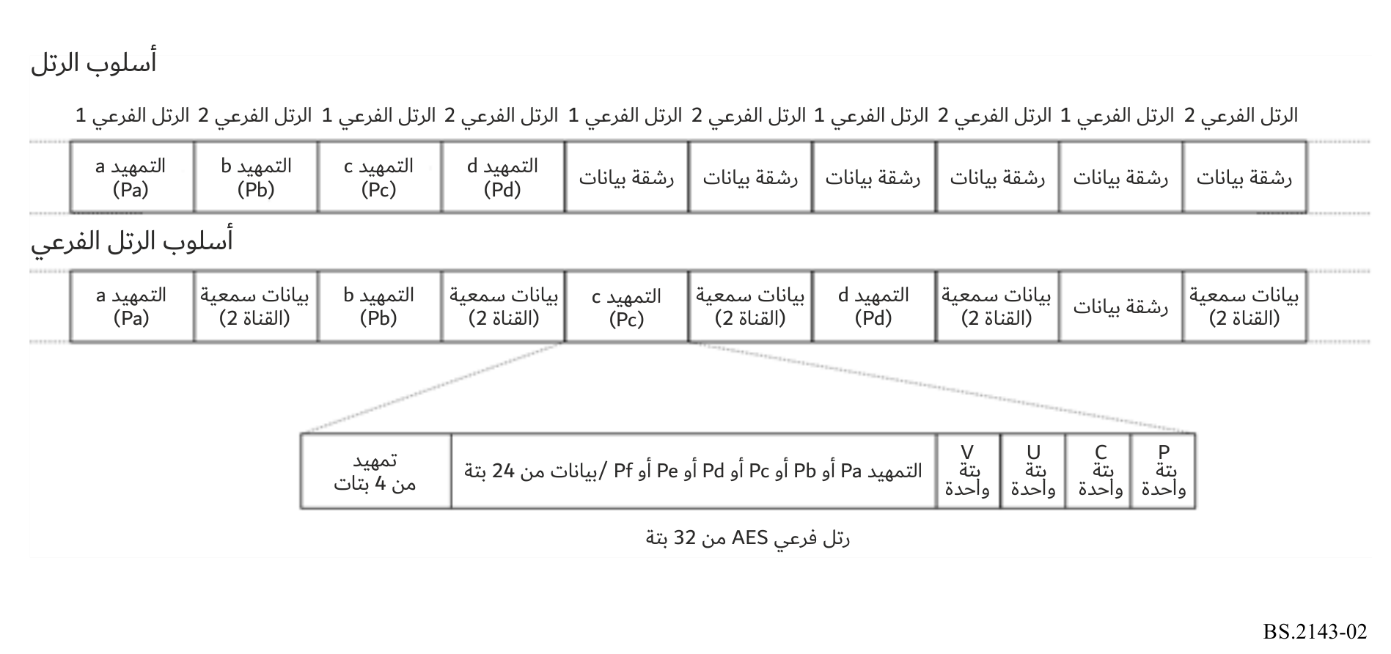 أسلوب الرتل
الرتل الفرعي 1 الرتل الفرعي 2 الرتل الفرعي 1 الرتل الفرعي 2 الرتل الفرعي 1 الرتل الفرعي 2 الرتل الفرعي 1 الرتل الفرعي 2 الرتل الفرعي 1 الرتل الفرعي 2
التمهيد a
(Pa)
التمهيد b
(Pb)
التمهيد c
(Pc)
التمهيد d
(Pd)
رشقة بيانات
رشقة بيانات
رشقة بيانات
رشقة بيانات
رشقة بيانات
رشقة بيانات
أسلوب الرتل الفرعي
التمهيد a
(Pa)
بيانات سمعية
(القناة 2)
التمهيد b
(Pb)
بيانات سمعية
(القناة 2)
التمهيد c
(Pc)
بيانات سمعية
(القناة 2)
التمهيد d
(Pd)
بيانات سمعية
(القناة 2)
رشقة بيانات
بيانات سمعية
(القناة 2)
تمهيد
من 4 بتات
التمهيد Pa أو Pb أو Pc أو Pd أو Pe أو Pf /بيانات من 24 بتة
V
بتة
واحدة
U
بتة
واحدة
C
بتة
واحدة
P
بتة
واحدة
رتل فرعي AES من 32 بتة
BS.2143-02